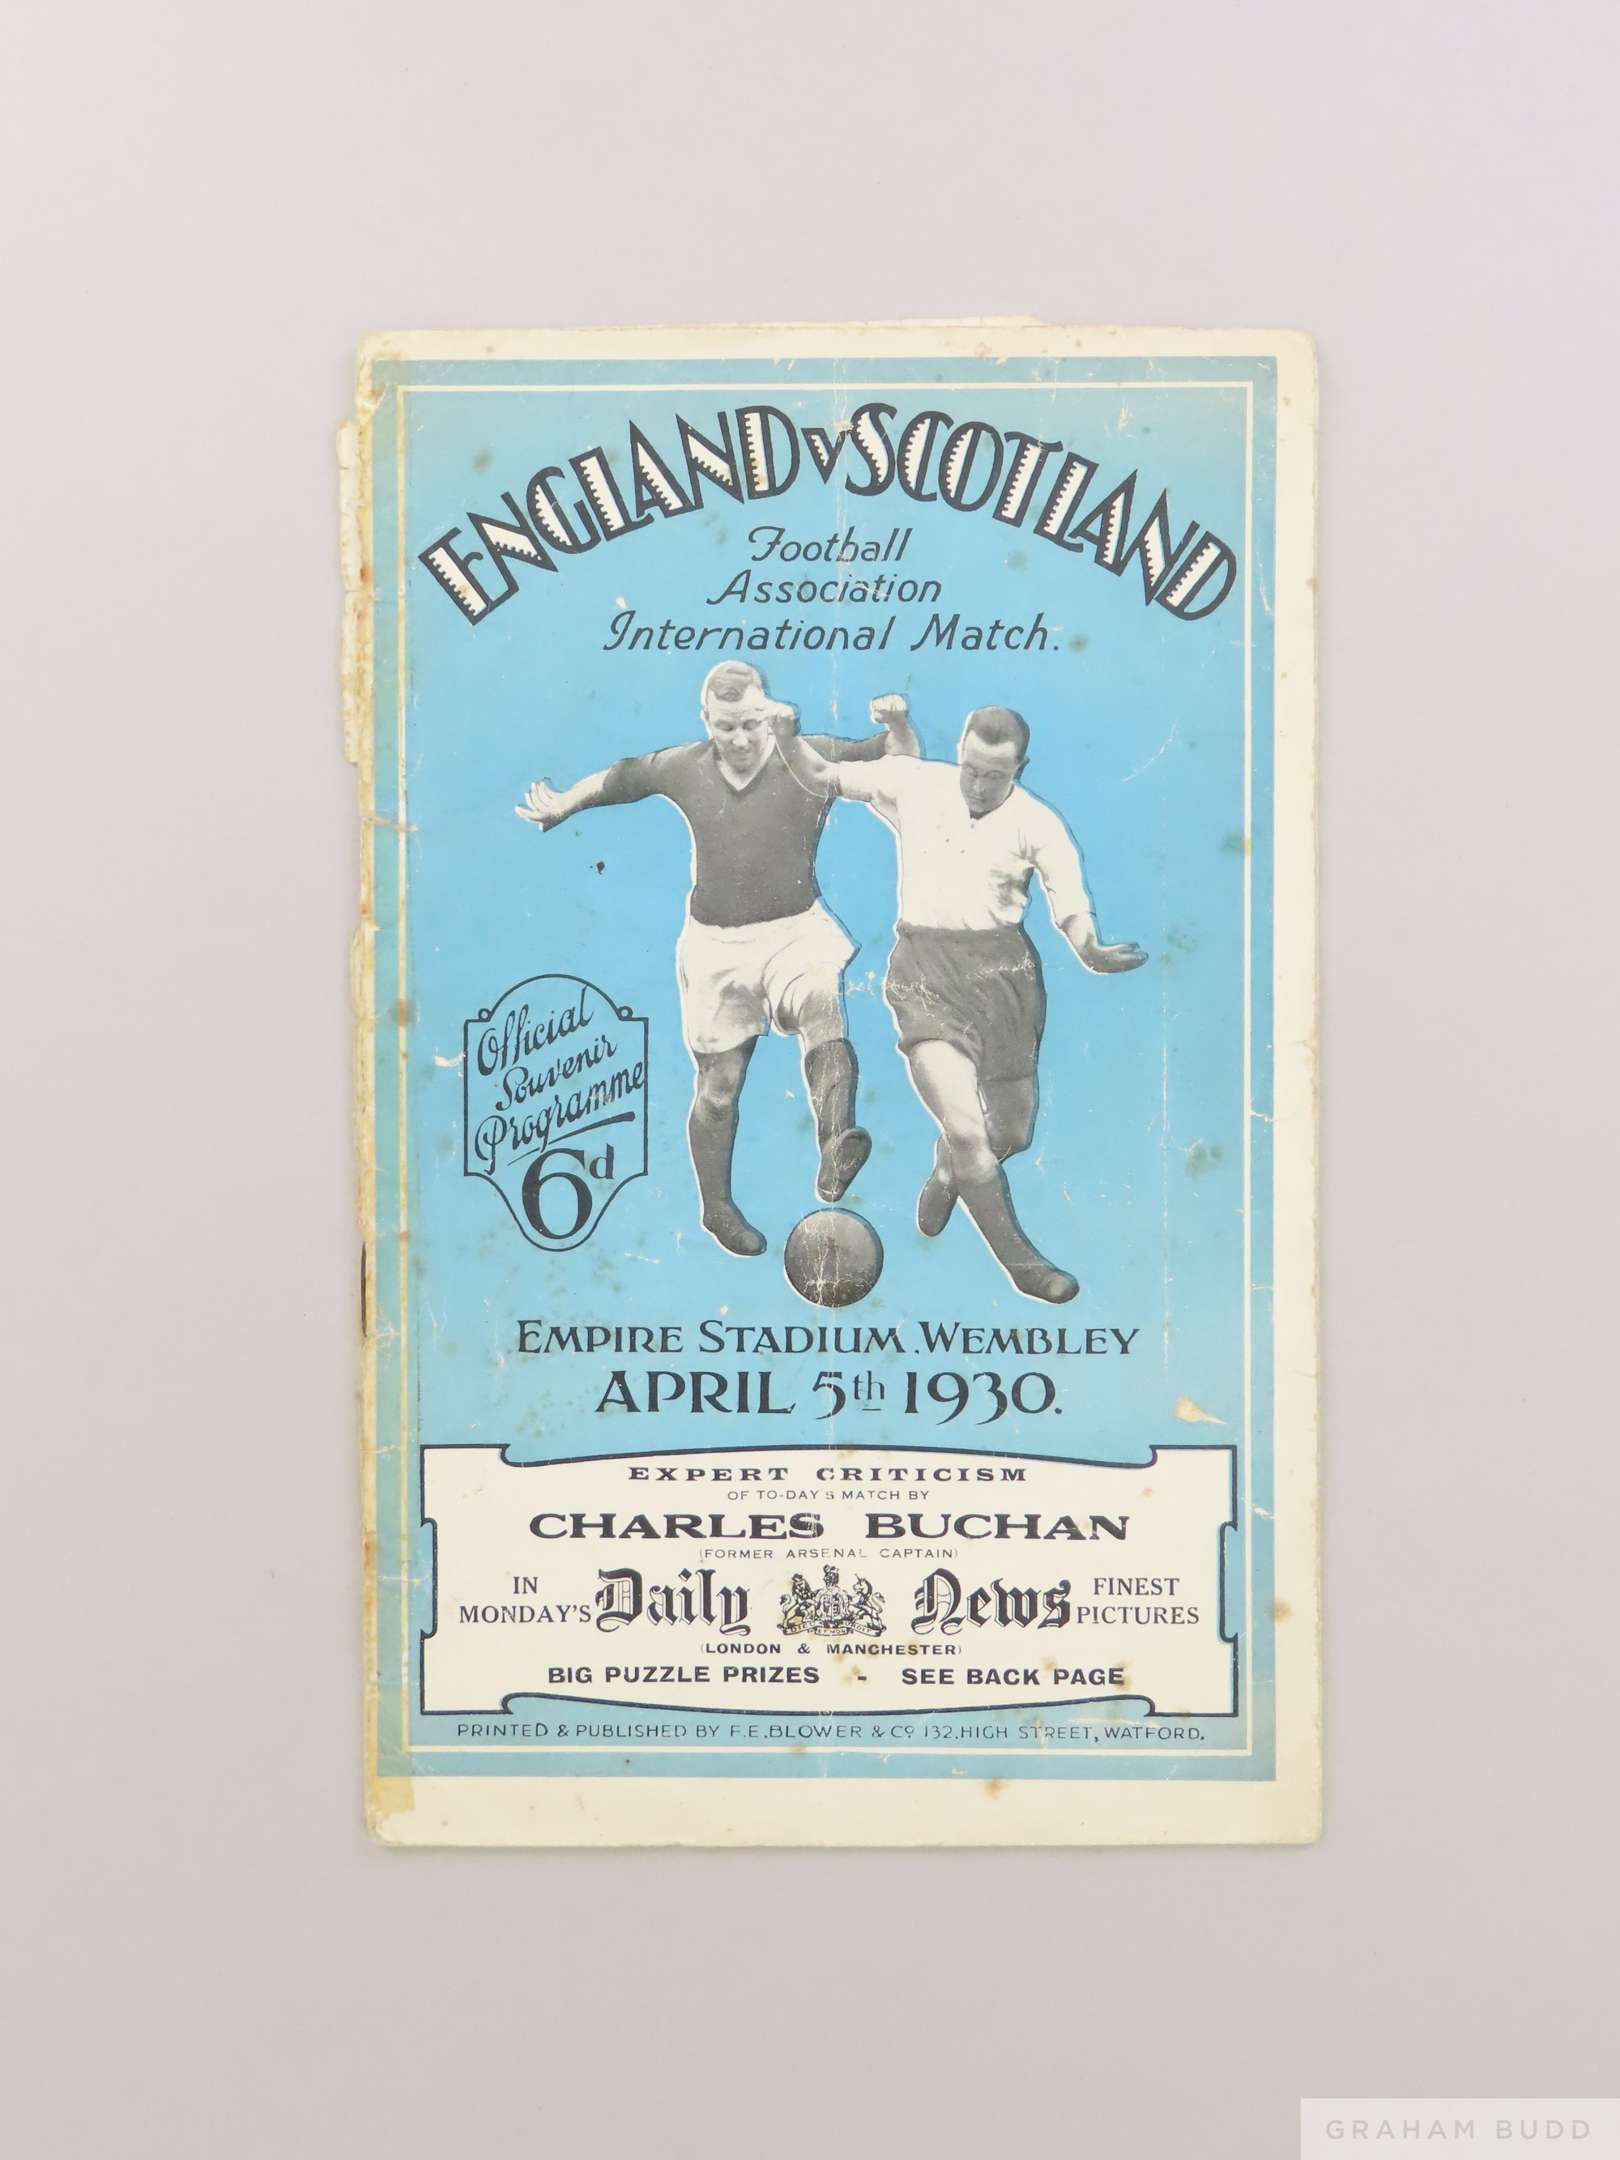 ENGLAND v SCOTLAND
Football
Association
International Match.
Official
Souvenir
Programme
6d
EMPIRE STADIUM. WEMBLEY
APRIL 5th 1930.
EXPERT CRITICISM
OF TO-DAY'S MATCH BY
CHARLES BUCHAN
(FORMER ARSENAL CAPTAIN)
IN MONDAY'S Daily News FINEST PICTURES
(LONDON & MANCHESTER)
BIG PUZZLE PRIZES - SEE BACK PAGE
PRINTED & PUBLISHED BY F.E.BLOWER & Co 132.HIGH STREET, WATFORD.
GRAHAM BUDD